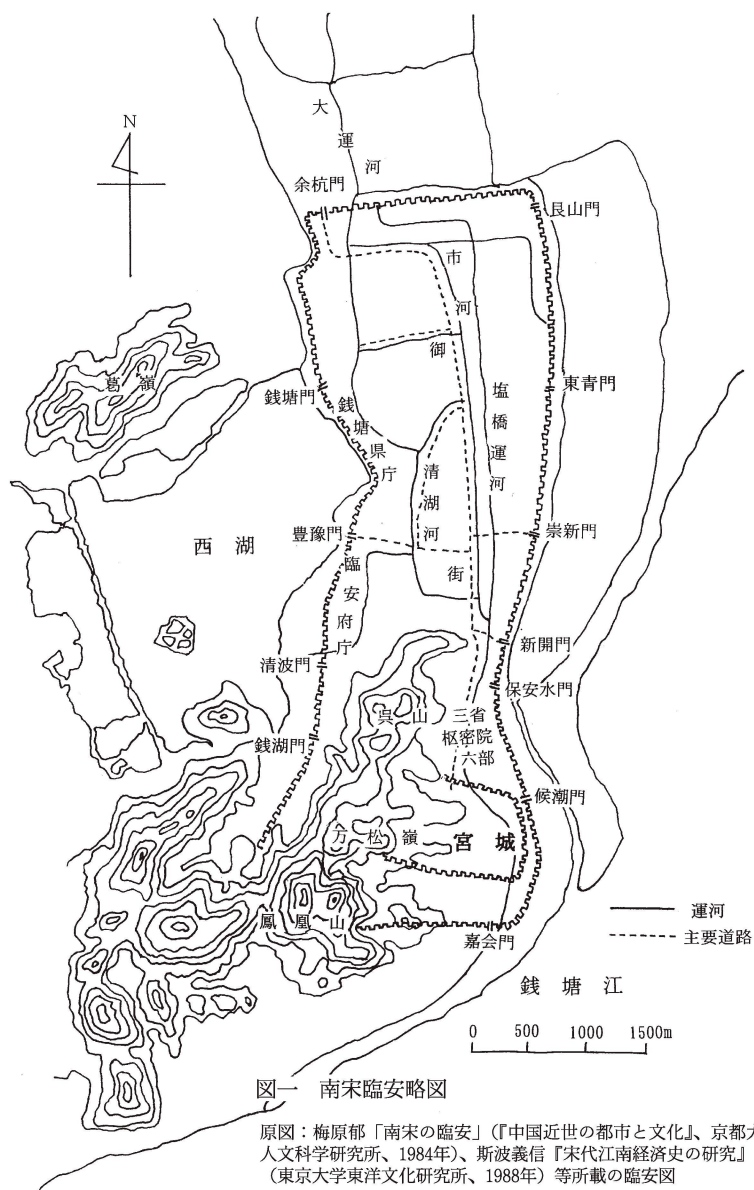 N
大運河
余杭門
艮山門
市河
御街
葛嶺
銭塘門
銭塘県庁
塩橋運河
東青門
清湖河
西湖
豊豫門
崇新門
臨安府庁
新開門
清波門
保安水門
呉山
三省
枢密院
六部
銭湖門
候潮門
万松嶺
宮城
鳳凰山
嘉会門
運河
主要道路
銭塘江
0 500 1000 1500m
図一 南宋臨安略図
原図：梅原郁「南宋の臨安」（『中国近世の都市と文化』、京都大
人文科学研究所、1984年）、斯波義信『宋代江南経済史の研究』
（東京大学東洋文化研究所、1988年）等所載の臨安図